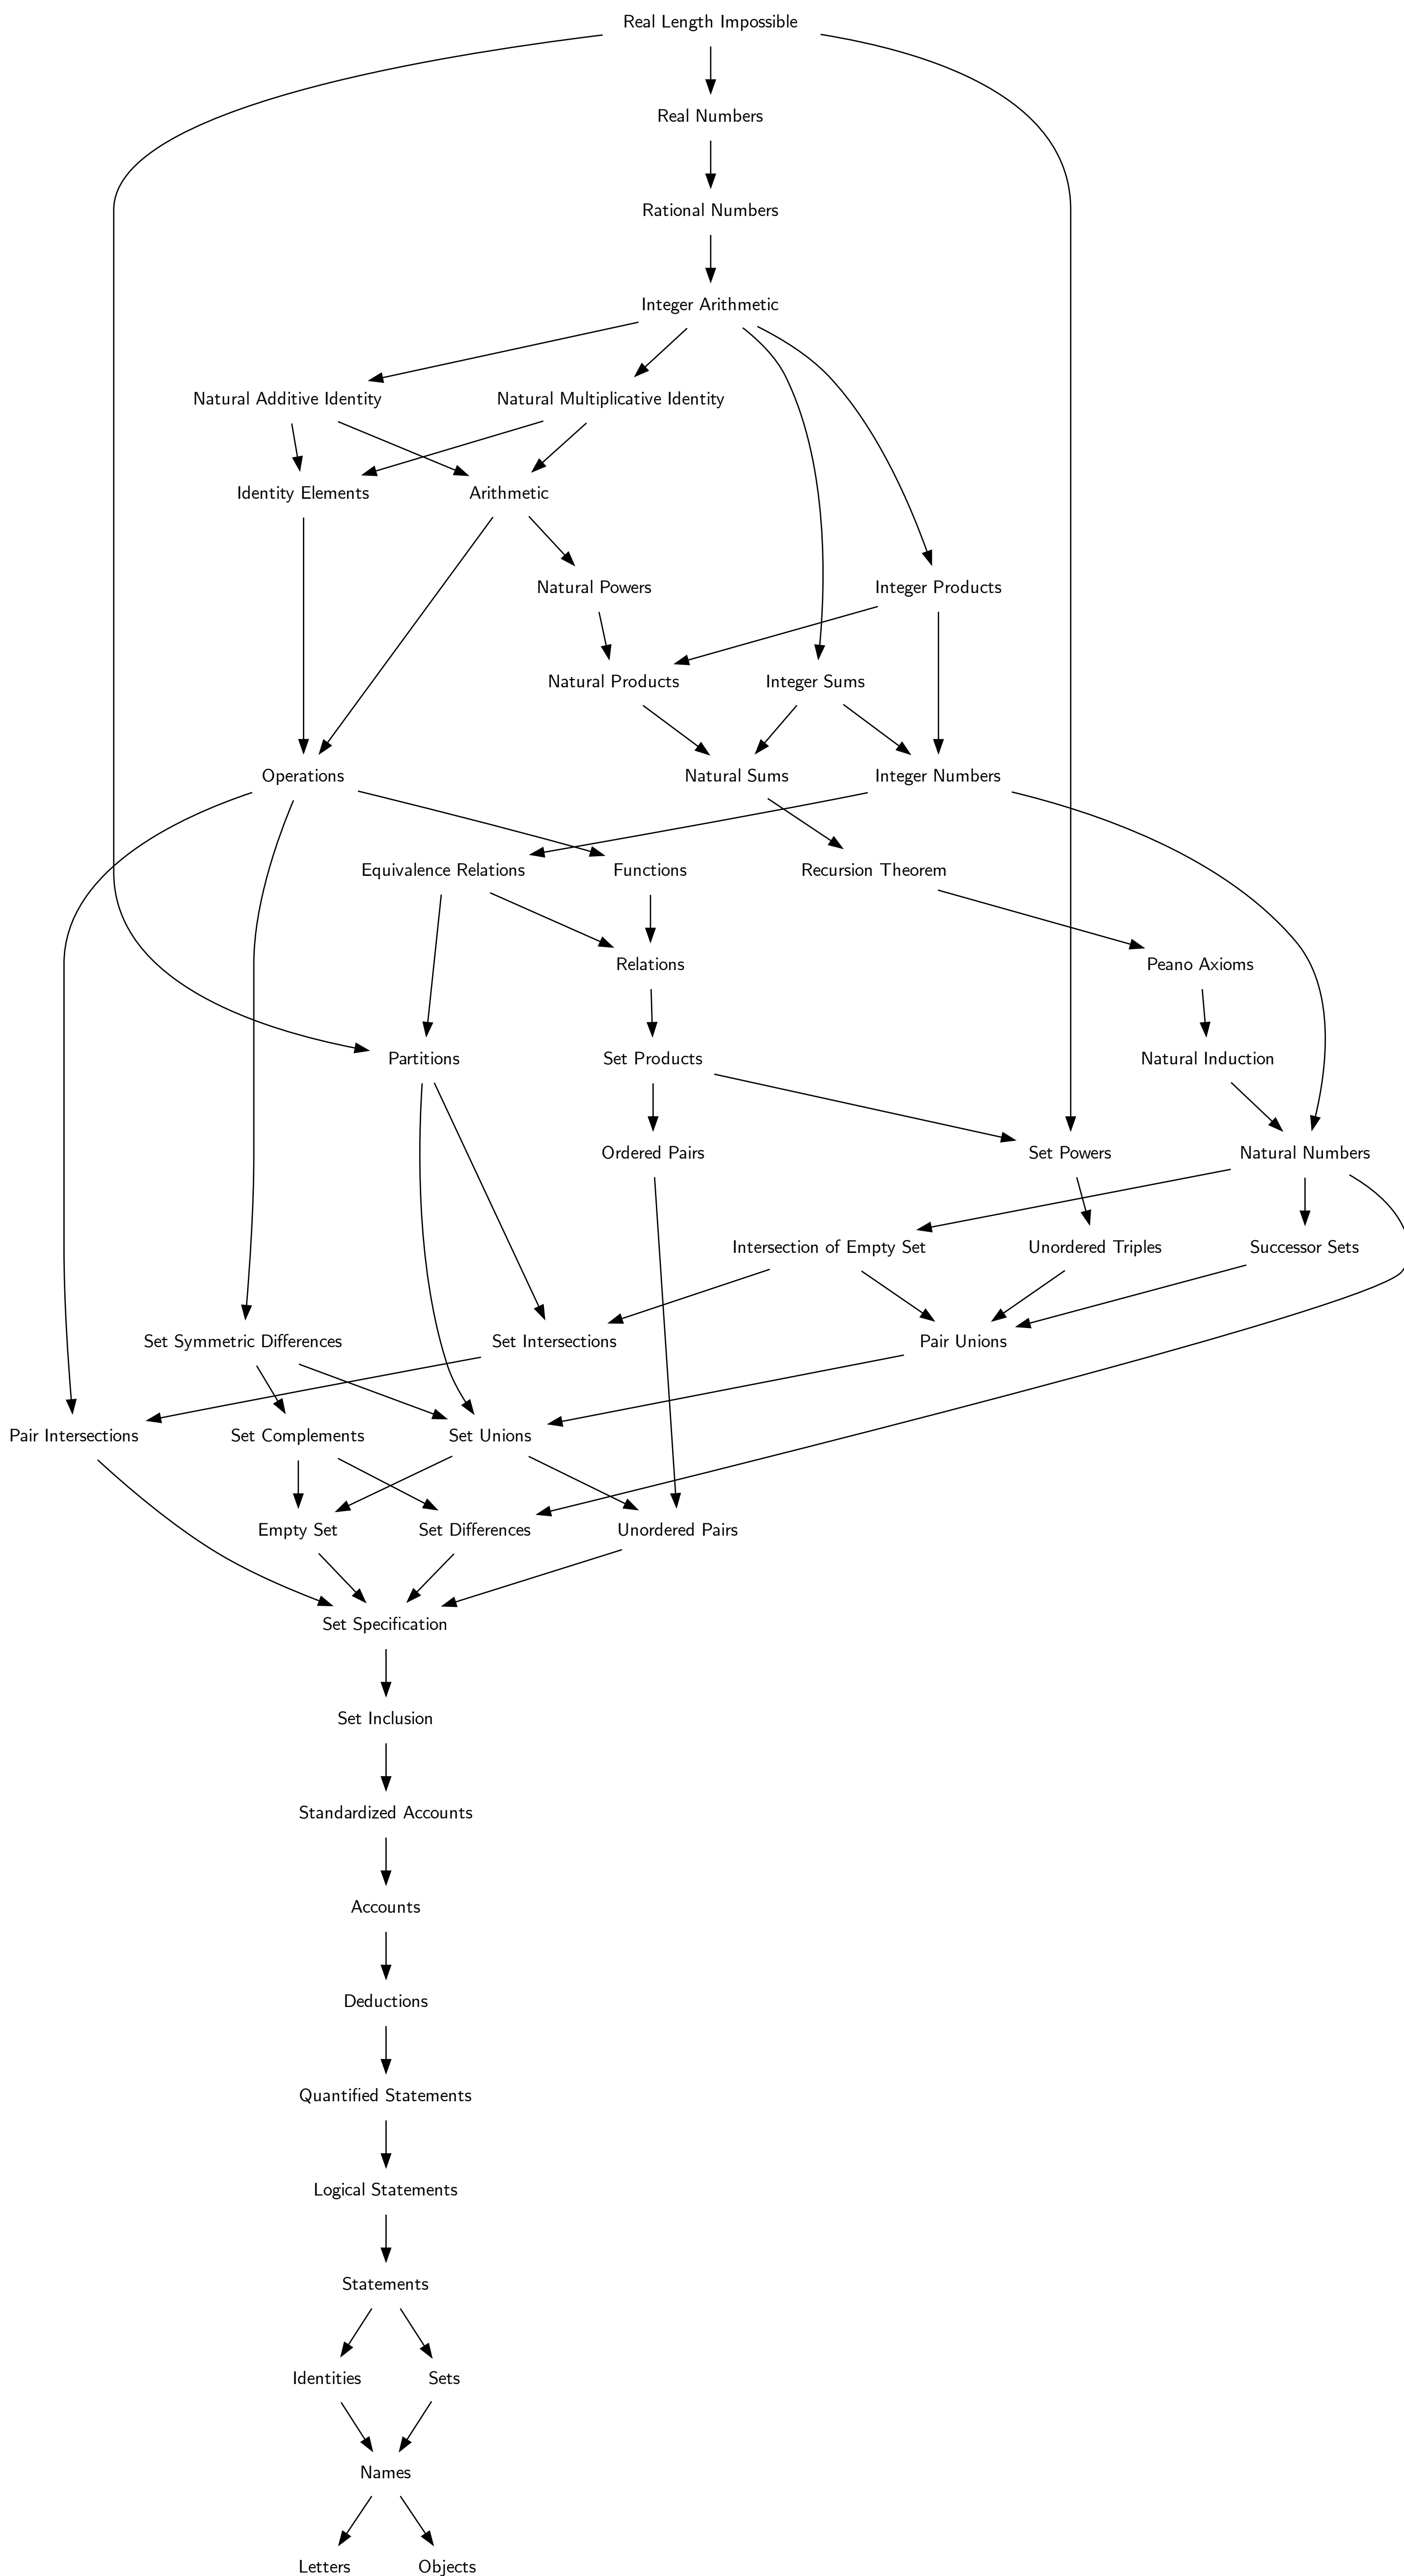 Real Length Impossible
Real Numbers
Rational Numbers
Integer Arithmetic
Natural Additive Identity
Natural Multiplicative Identity
Identity Elements
Arithmetic
Natural Powers
Integer Products
Natural Products
Integer Sums
Operations
Natural Sums
Integer Numbers
Equivalence Relations
Functions
Recursion Theorem
Relations
Peano Axioms
Partitions
Set Products
Natural Induction
Ordered Pairs
Set Powers
Natural Numbers
Intersection of Empty Set
Unordered Triples
Successor Sets
Set Symmetric Differences
Set Intersections
Pair Unions
Pair Intersections
Set Complements
Set Unions
Empty Set
Set Differences
Unordered Pairs
Set Specification
Set Inclusion
Standardized Accounts
Accounts
Deductions
Quantified Statements
Logical Statements
Statements
Identities
Sets
Names
Letters
Objects